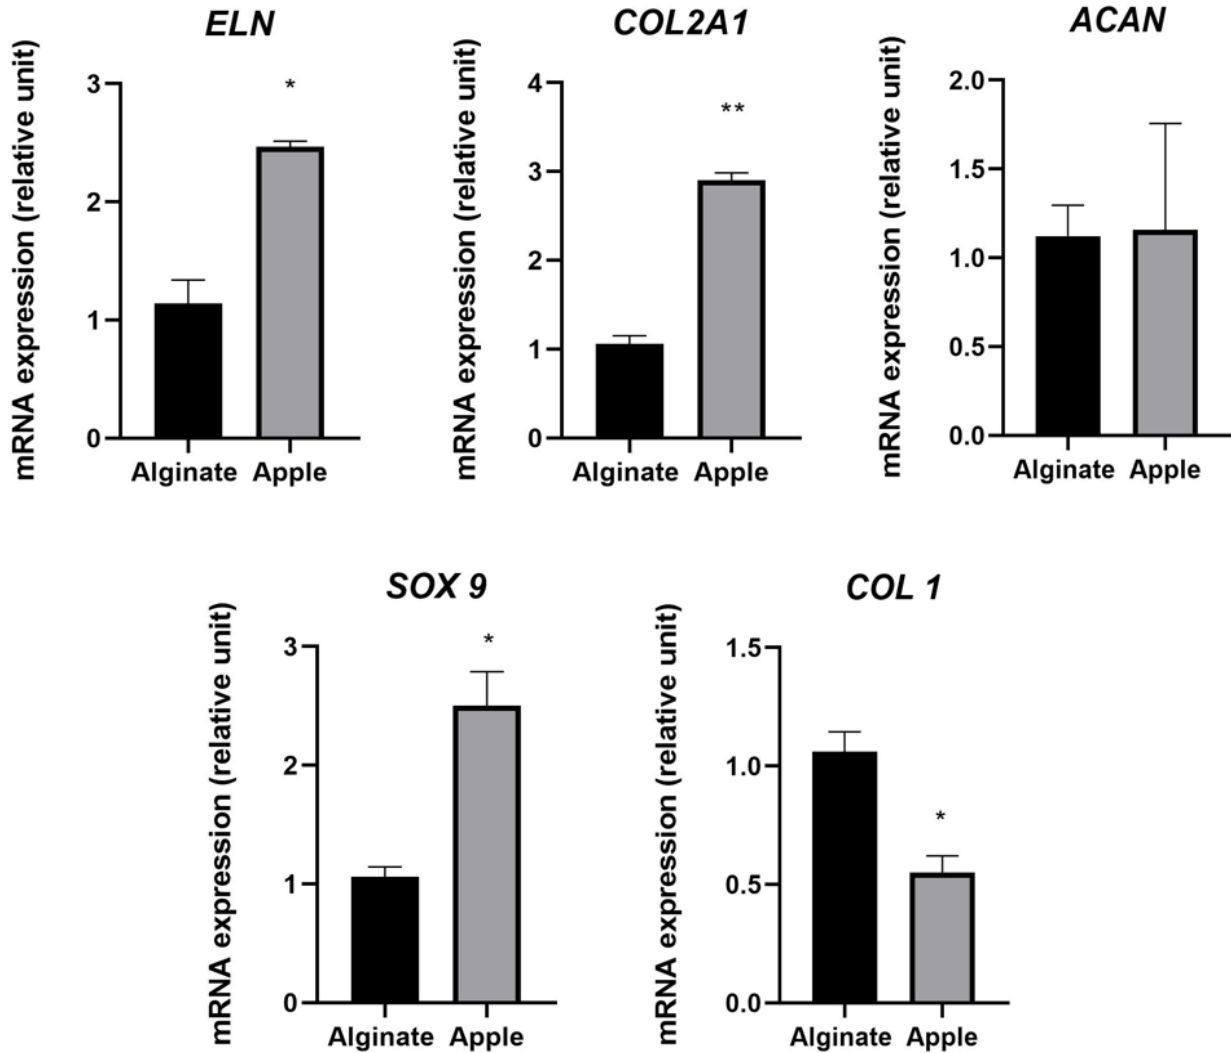 ELN
mRNA expression (relative unit)
3
2
1
0
*
Alginate Apple
COL2A1
mRNA expression (relative unit)
4
3
2
1
0
**
Alginate Apple
ACAN
mRNA expression (relative unit)
2.0
1.5
1.0
0.5
0.0
Alginate Apple
SOX 9
mRNA expression (relative unit)
3
2
1
0
*
Alginate Apple
COL 1
mRNA expression (relative unit)
1.5
1.0
0.5
0.0
*
Alginate Apple